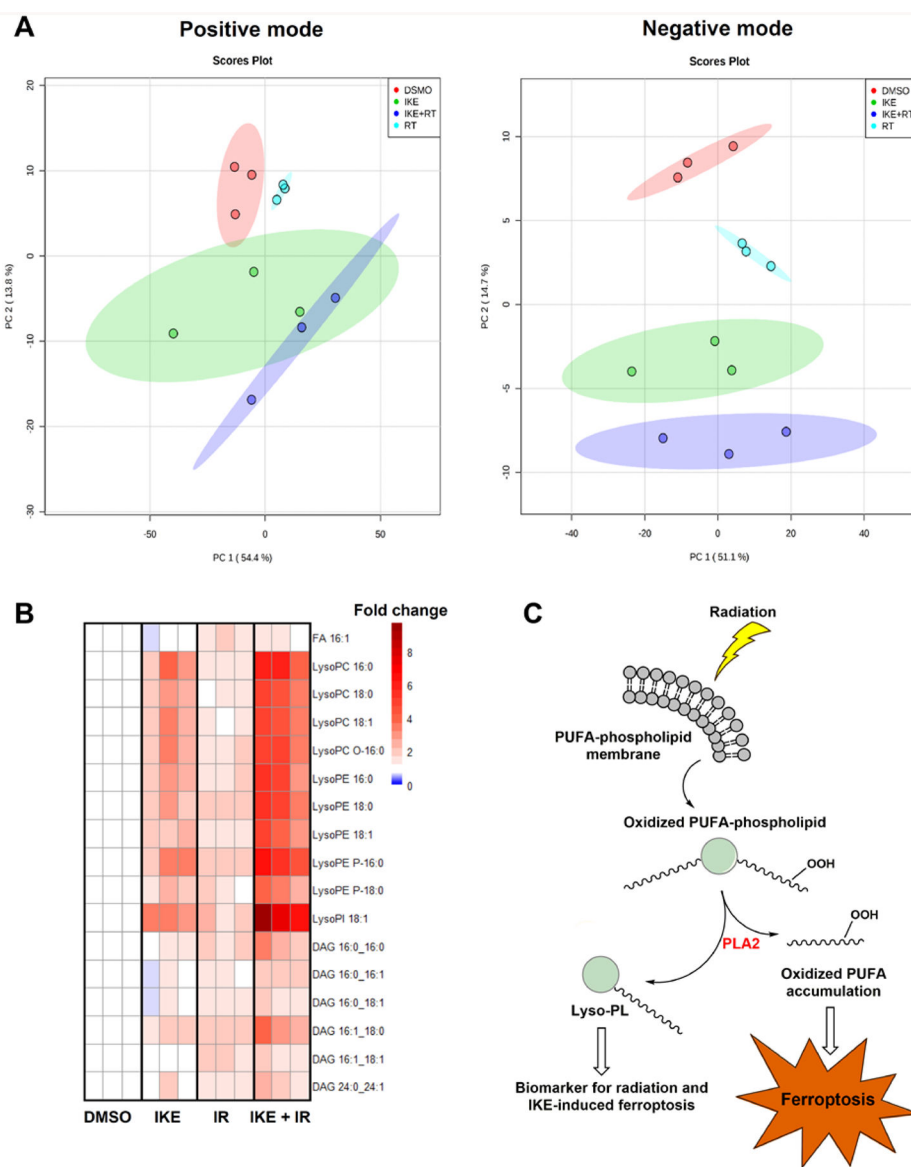 A
Positive mode
Scores Plot
DSMO
IKE
IKE+RT
RT
20
10
0
-10
-20
-30
PC 2 ( 13.8 %)
-50
0
50
PC 1 ( 54.4 %)
Negative mode
Scores Plot
DMSO
IKE
IKE+RT
RT
10
5
0
-5
-10
PC 2 ( 14.7 %)
-40
-20
0
20
40
PC 1 ( 51.1 %)
B
Fold change
8
6
4
2
0
FA 16:1
LysoPC 16:0
LysoPC 18:0
LysoPC 18:1
LysoPC O-16:0
LysoPE 16:0
LysoPE 18:0
LysoPE 18:1
LysoPE P-16:0
LysoPE P-18:0
LysoPI 18:1
DAG 16:0_16:0
DAG 16:0_16:1
DAG 16:0_18:1
DAG 16:1_18:0
DAG 16:1_18:1
DAG 24:0_24:1
DMSO IKE IR IKE + IR
C
Radiation
PUFA-phospholipid
membrane
Oxidized PUFA-phospholipid
OOH
PLA2
OOH
Oxidized PUFA
accumulation
Lyso-PL
Biomarker for radiation and
IKE-induced ferroptosis
Ferroptosis